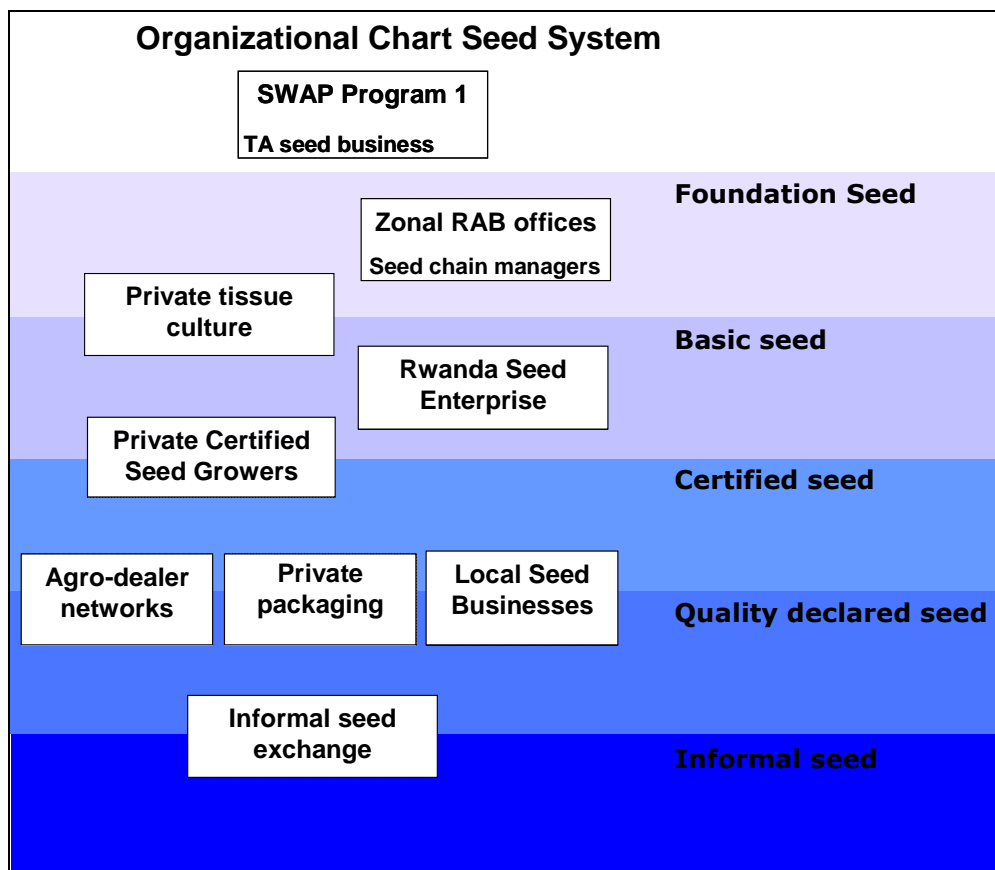 Organizational Chart Seed System
SWAP Program 1
TA seed business
Foundation Seed
Zonal RAB offices
Seed chain managers
Private tissue
culture
Basic seed
Rwanda Seed
Enterprise
Private Certified
Seed Growers
Certified seed
Agro-dealer
networks
Private
packaging
Local Seed
Businesses
Quality declared seed
Informal seed
exchange
Informal seed